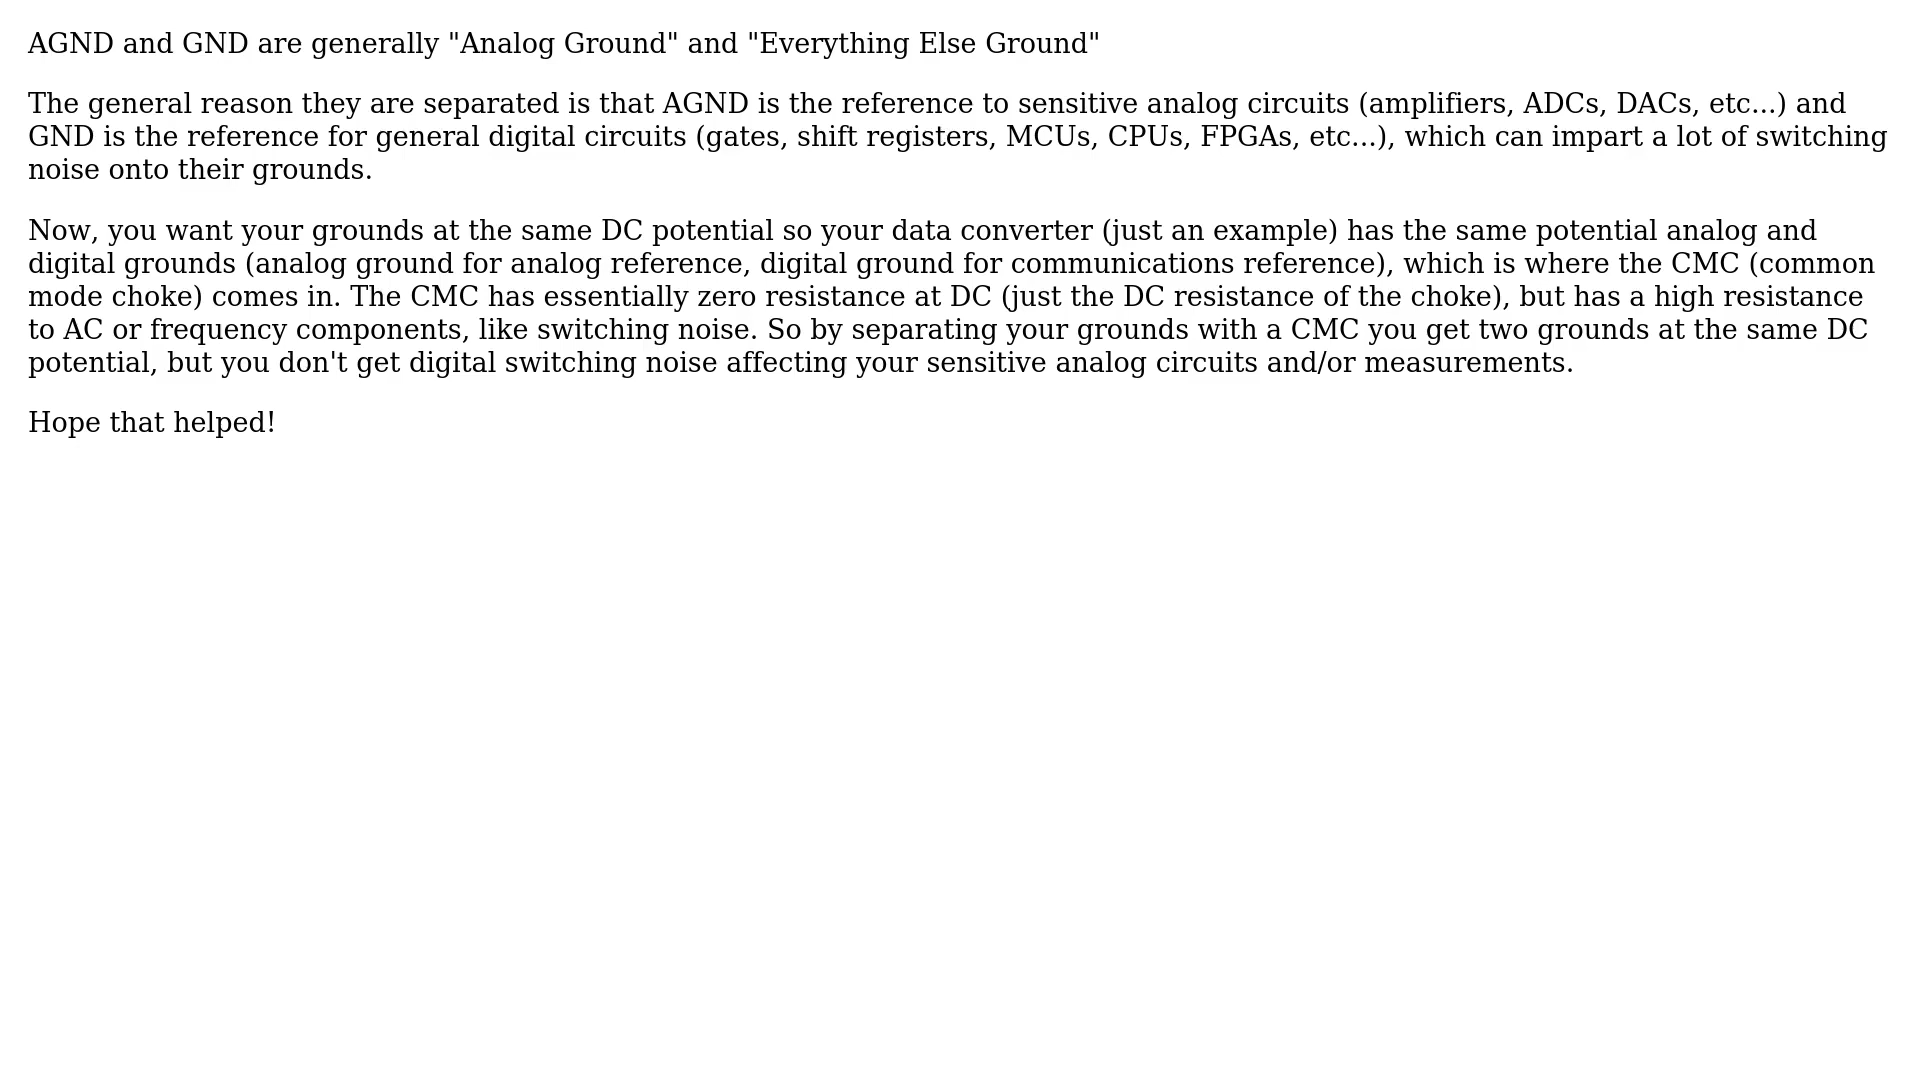 AGND and GND are generally "Analog Ground" and "Everything Else Ground"
The general reason they are separated is that AGND is the reference to sensitive analog circuits (amplifiers, ADCs, DACs, etc...) and
GND is the reference for general digital circuits (gates, shift registers, MCUs, CPUs, FPGAs, etc...), which can impart a lot of switching
noise onto their grounds.
Now, you want your grounds at the same DC potential so your data converter (just an example) has the same potential analog and
digital grounds (analog ground for analog reference, digital ground for communications reference), which is where the CMC (common
mode choke) comes in. The CMC has essentially zero resistance at DC (just the DC resistance of the choke), but has a high resistance
to AC or frequency components, like switching noise. So by separating your grounds with a CMC you get two grounds at the same DC
potential, but you don't get digital switching noise affecting your sensitive analog circuits and/or measurements.
Hope that helped!